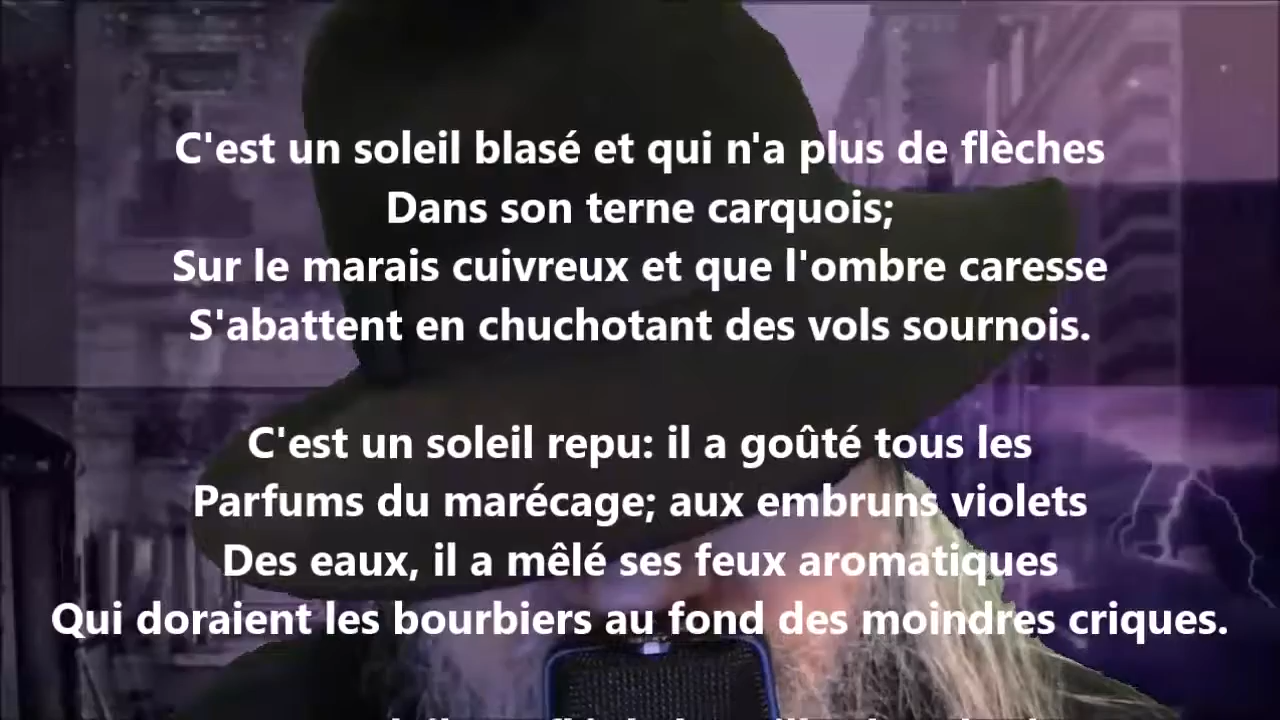 C'est un soleil blasé et qui n'a plus de flèches
Dans son terne carquois;
Sur le marais cuivreux et que l'ombre caresse
S'abattent en chuchotant des vols sournois.
C'est un soleil repu: il a goûté tous les
Parfums du marécage; aux embruns violets
Des eaux, il a mêlé ses feux aromatiques
Qui doraient les bourbiers au fond des moindres criques.